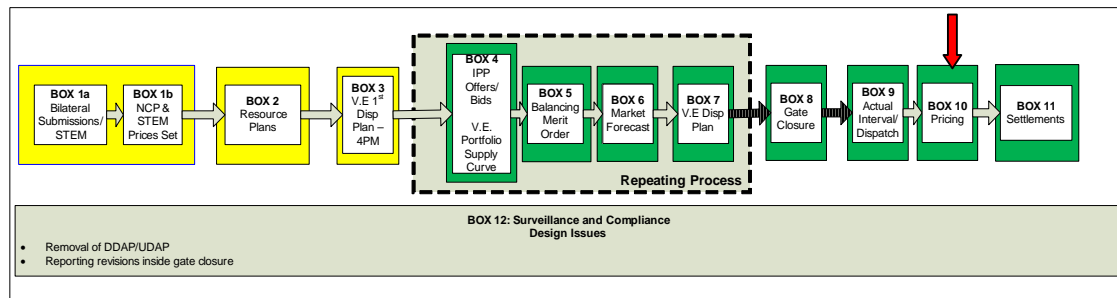 BOX 1a
Bilateral
Submissions/
STEM
BOX 1b
NCP &
STEM
Prices Set
BOX 2
Resource
Plans
BOX 3
V.E 1st
Disp
Plan –
4PM
BOX 4
IPP
Offers/
Bids
V.E.
Portfolio
Supply
Curve
BOX 5
Balancing
Merit
Order
BOX 6
Market
Forecast
BOX 7
V.E Disp
Plan
Repeating Process
BOX 8
Gate
Closure
BOX 9
Actual
Interval/
Dispatch
BOX 10
Pricing
BOX 11
Settlements
BOX 12: Surveillance and Compliance
Design Issues
• Removal of DDAP/UDAP
• Reporting revisions inside gate closure